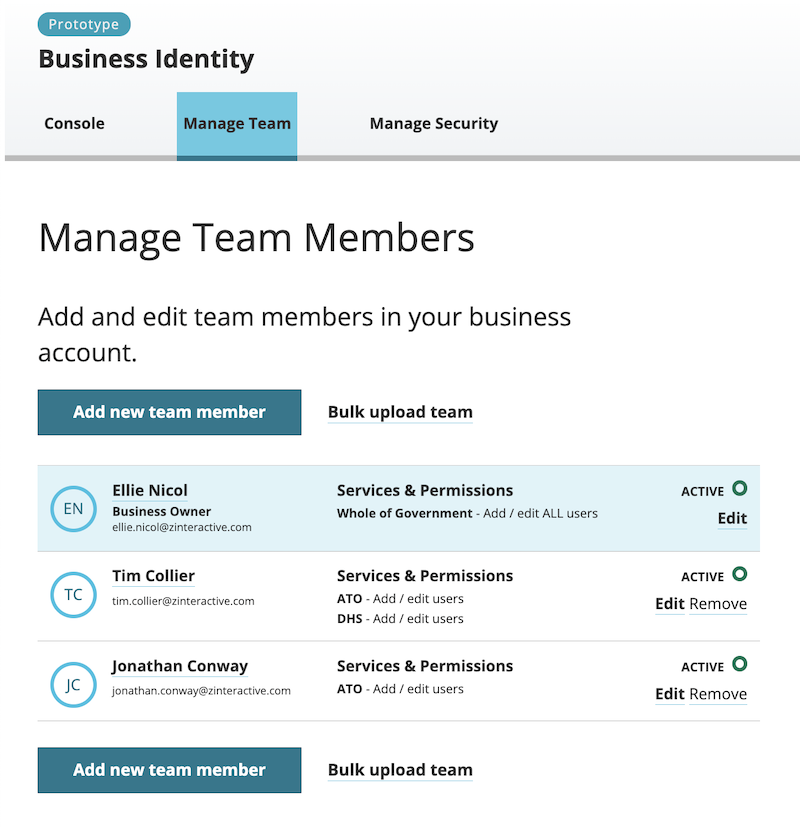 Prototype
Business Identity
Console Manage Team Manage Security
Manage Team Members
Add and edit team members in your business
account.
Add new team member Bulk upload team
EN
Ellie Nicol
Business Owner
ellie.nicol@zinteractive.com
Services & Permissions
Whole of Government - Add / edit ALL users
ACTIVE
Edit
TC
Tim Collier
tim.collier@zinteractive.com
Services & Permissions
ATO - Add / edit users
DHS - Add / edit users
ACTIVE
Edit Remove
JC
Jonathan Conway
jonathan.conway@zinteractive.com
Services & Permissions
ATO - Add / edit users
ACTIVE
Edit Remove
Add new team member Bulk upload team